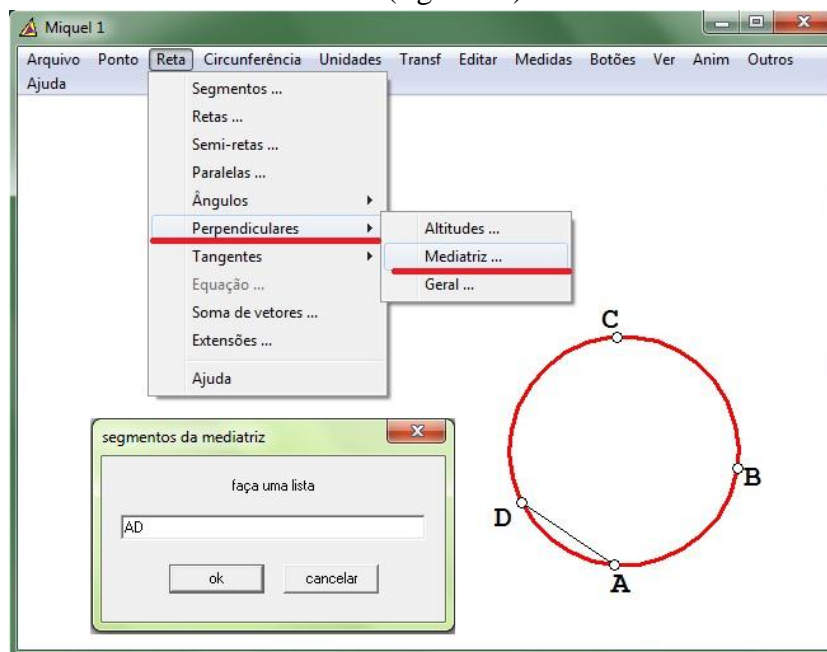 Miquel 1
Arquivo Ponto Reta Circunferência Unidades Transf Editar Medidas Botões Ver Anim Outros
Ajuda
Segmentos ...
Retas ...
Semi-retas ...
Paralelas ...
Ângulos
Perpendiculares
Tangentes
Equação ...
Soma de vetores ...
Extensões ...
Ajuda
Altitudes ...
Mediatriz ...
Geral ...
segmentos da mediatriz
faça uma lista
AD
ok cancelar
C
B
D
A